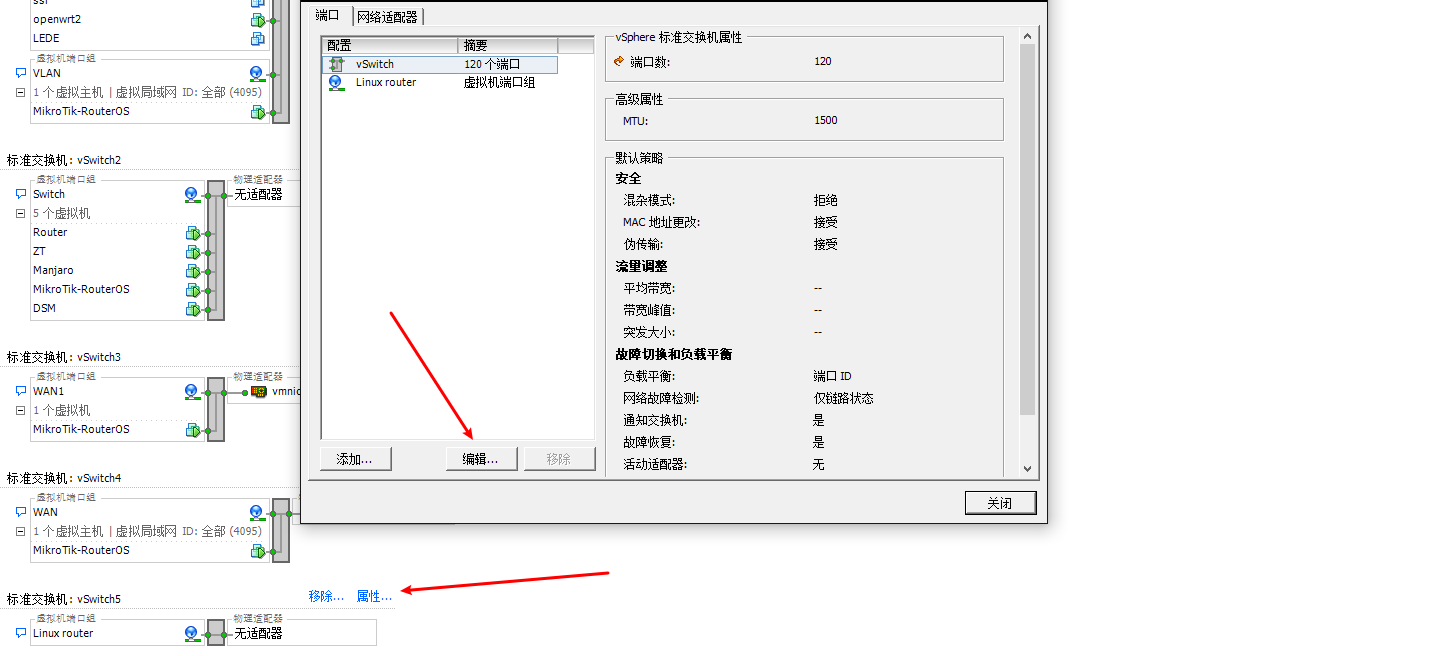 ssr
openwrt2
LEDE
虚拟机端口组
VLAN
1 个虚拟主机 | 虚拟局域网 ID: 全部 (4095)
MikroTik-RouterOS
标准交换机: vSwitch2
虚拟机端口组
Switch
5 个虚拟机
Router
ZT
Manjaro
MikroTik-RouterOS
DSM
物理适配器
无适配器
标准交换机: vSwitch3
虚拟机端口组
WAN1
1 个虚拟机
MikroTik-RouterOS
物理适配器
vmnic
标准交换机: vSwitch4
虚拟机端口组
WAN
1 个虚拟主机 | 虚拟局域网 ID: 全部 (4095)
MikroTik-RouterOS
标准交换机: vSwitch5
移除... 属性...
虚拟机端口组
Linux router
物理适配器
无适配器
端口 网络适配器
配置 摘要
vSwitch 120 个端口
Linux router 虚拟机端口组
添加... 编辑... 移除
vSphere 标准交换机属性
端口数: 120
高级属性
MTU: 1500
默认策略
安全
混杂模式: 拒绝
MAC 地址更改: 接受
伪传输: 接受
流量调整
平均带宽: --
带宽峰值: --
突发大小: --
故障切换和负载平衡
负载平衡: 端口 ID
网络故障检测: 仅链路状态
通知交换机: 是
故障恢复: 是
活动适配器: 无
关闭